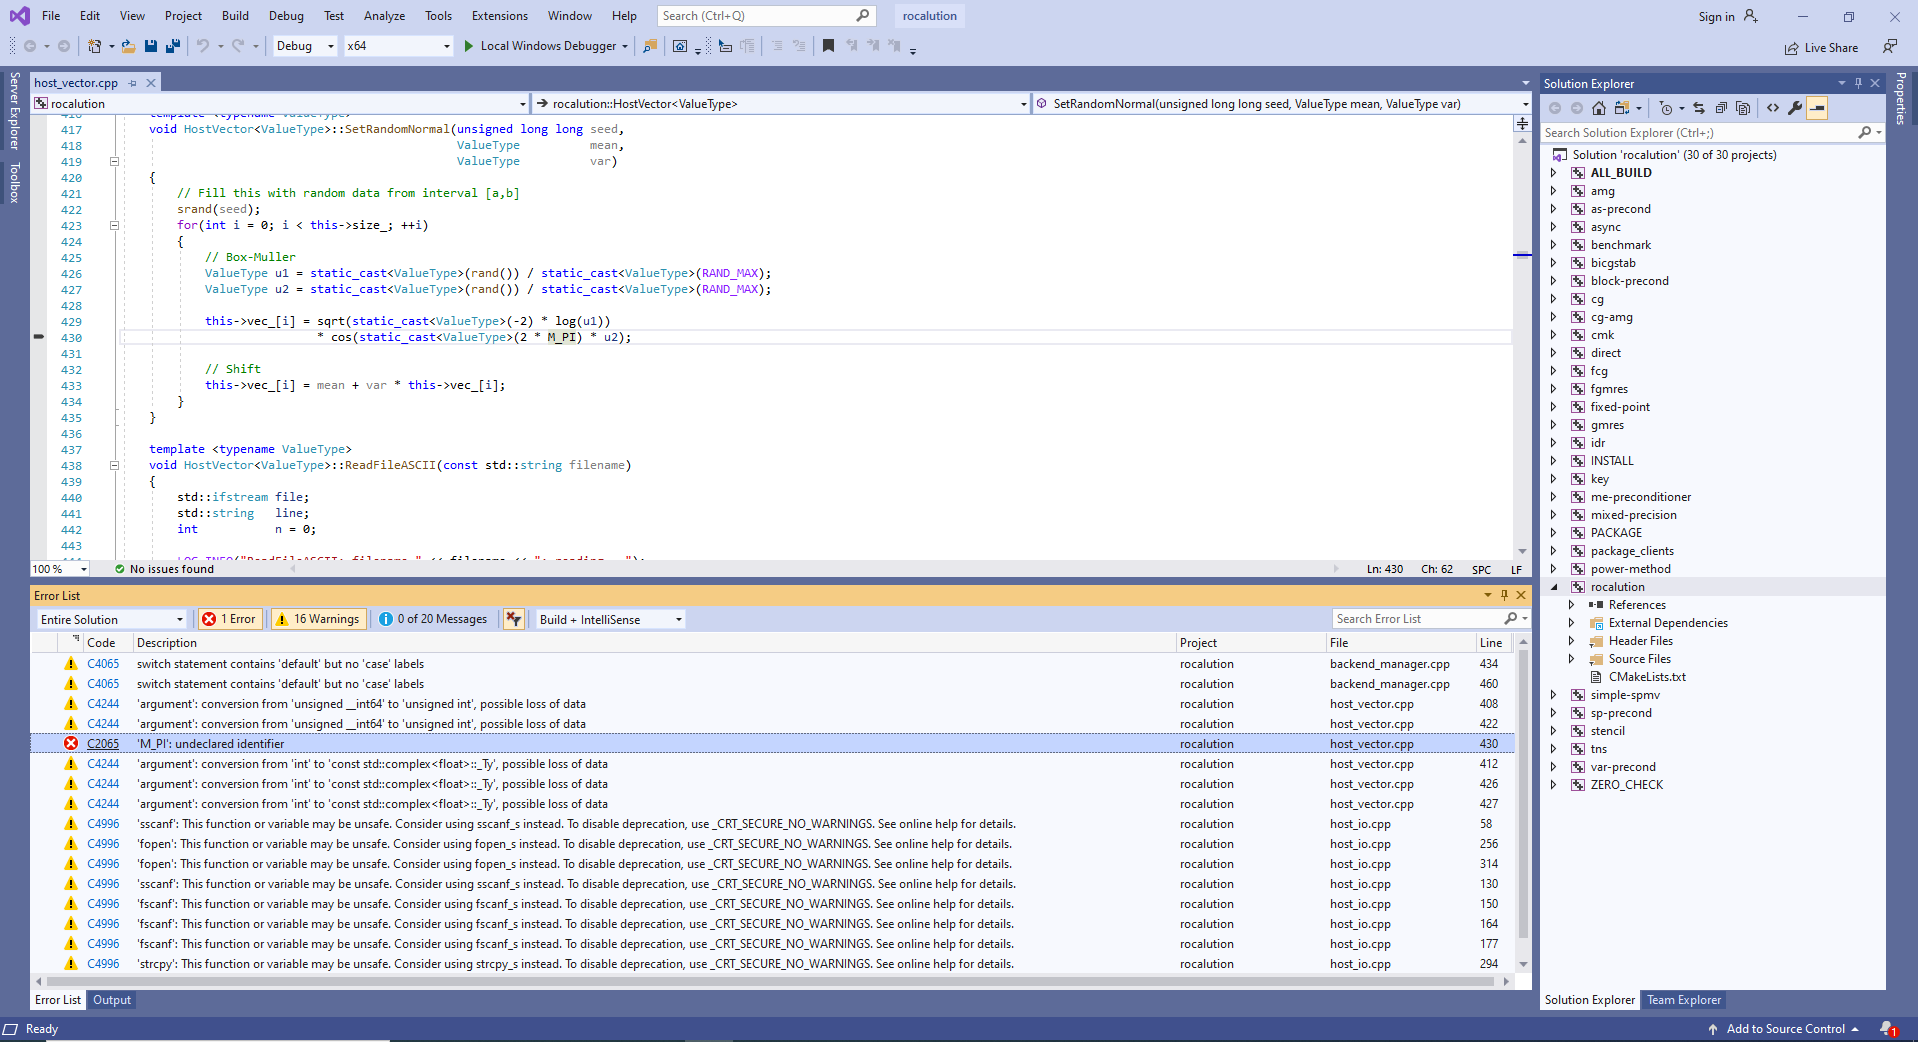 File Edit View Project Build Debug Test Analyze Tools Extensions Window Help Search (Ctrl+Q) rocalution Sign in
Debug x64 Local Windows Debugger Live Share
Server Explorer
Toolbox
Properties
host_vector.cpp
rocalution rocalution::HostVector<ValueType> SetRandomNormal(unsigned long long seed, ValueType mean, ValueType var)
416 template <typename ValueType>
417 void HostVector<ValueType>::SetRandomNormal(unsigned long long seed,
418 ValueType mean,
419 ValueType var)
420 {
421 // Fill this with random data from interval [a,b]
422 srand(seed);
423 for(int i = 0; i < this->size_; ++i)
424 {
425 // Box-Muller
426 ValueType u1 = static_cast<ValueType>(rand()) / static_cast<ValueType>(RAND_MAX);
427 ValueType u2 = static_cast<ValueType>(rand()) / static_cast<ValueType>(RAND_MAX);
428
429 this->vec_[i] = sqrt(static_cast<ValueType>(-2) * log(u1))
430 * cos(static_cast<ValueType>(2 * M_PI) * u2);
431
432 // Shift
433 this->vec_[i] = mean + var * this->vec_[i];
434 }
435 }
436
437 template <typename ValueType>
438 void HostVector<ValueType>::ReadFileASCII(const std::string filename)
439 {
440 std::ifstream file;
441 std::string line;
442 int n = 0;
443
100 % No issues found Ln: 430 Ch: 62 SPC LF
Error List
Entire Solution 1 Error 16 Warnings 0 of 20 Messages Build + IntelliSense Search Error List
Code Description Project File Line
C4065 switch statement contains 'default' but no 'case' labels rocalution backend_manager.cpp 434
C4065 switch statement contains 'default' but no 'case' labels rocalution backend_manager.cpp 460
C4244 'argument': conversion from 'unsigned __int64' to 'unsigned int', possible loss of data rocalution host_vector.cpp 408
C4244 'argument': conversion from 'unsigned __int64' to 'unsigned int', possible loss of data rocalution host_vector.cpp 422
C2065 'M_PI': undeclared identifier rocalution host_vector.cpp 430
C4244 'argument': conversion from 'int' to 'const std::complex<float>::_Ty', possible loss of data rocalution host_vector.cpp 412
C4244 'argument': conversion from 'int' to 'const std::complex<float>::_Ty', possible loss of data rocalution host_vector.cpp 426
C4244 'argument': conversion from 'int' to 'const std::complex<float>::_Ty', possible loss of data rocalution host_vector.cpp 427
C4996 'sscanf': This function or variable may be unsafe. Consider using sscanf_s instead. To disable deprecation, use _CRT_SECURE_NO_WARNINGS. See online help for details. rocalution host_io.cpp 58
C4996 'fopen': This function or variable may be unsafe. Consider using fopen_s instead. To disable deprecation, use _CRT_SECURE_NO_WARNINGS. See online help for details. rocalution host_io.cpp 256
C4996 'fopen': This function or variable may be unsafe. Consider using fopen_s instead. To disable deprecation, use _CRT_SECURE_NO_WARNINGS. See online help for details. rocalution host_io.cpp 314
C4996 'sscanf': This function or variable may be unsafe. Consider using sscanf_s instead. To disable deprecation, use _CRT_SECURE_NO_WARNINGS. See online help for details. rocalution host_io.cpp 130
C4996 'fscanf': This function or variable may be unsafe. Consider using fscanf_s instead. To disable deprecation, use _CRT_SECURE_NO_WARNINGS. See online help for details. rocalution host_io.cpp 150
C4996 'fscanf': This function or variable may be unsafe. Consider using fscanf_s instead. To disable deprecation, use _CRT_SECURE_NO_WARNINGS. See online help for details. rocalution host_io.cpp 164
C4996 'fscanf': This function or variable may be unsafe. Consider using fscanf_s instead. To disable deprecation, use _CRT_SECURE_NO_WARNINGS. See online help for details. rocalution host_io.cpp 177
C4996 'strcpy': This function or variable may be unsafe. Consider using strcpy_s instead. To disable deprecation, use _CRT_SECURE_NO_WARNINGS. See online help for details. rocalution host_io.cpp 294
Error List Output
Solution Explorer
Search Solution Explorer (Ctrl+;)
Solution 'rocalution' (30 of 30 projects)
ALL_BUILD
amg
as-precond
async
benchmark
bicgstab
block-precond
cg
cg-amg
cmk
direct
fcg
fgmres
fixed-point
gmres
idr
INSTALL
key
me-preconditioner
mixed-precision
PACKAGE
package_clients
power-method
rocalution
References
External Dependencies
Header Files
Source Files
CMakeLists.txt
simple-spmv
sp-precond
stencil
tns
var-precond
ZERO_CHECK
Solution Explorer Team Explorer
Ready Add to Source Control 1